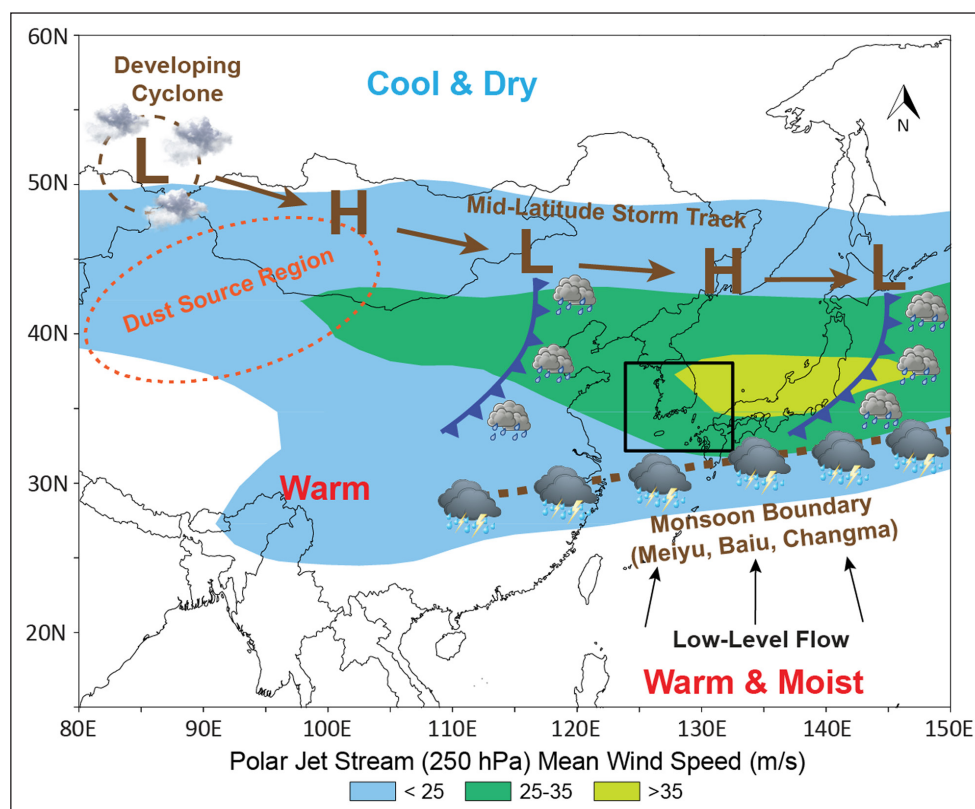 60N
50N
40N
30N
20N
Developing
Cyclone
Cool & Dry
N
L
H
Mid-Latitude Storm Track
L
H
L
Dust Source Region
Warm
Monsoon Boundary
(Meiyu, Baiu, Changma)
Low-Level Flow
Warm & Moist
80E 90E 100E 110E 120E 130E 140E 150E
Polar Jet Stream (250 hPa) Mean Wind Speed (m/s)
< 25 25-35 >35